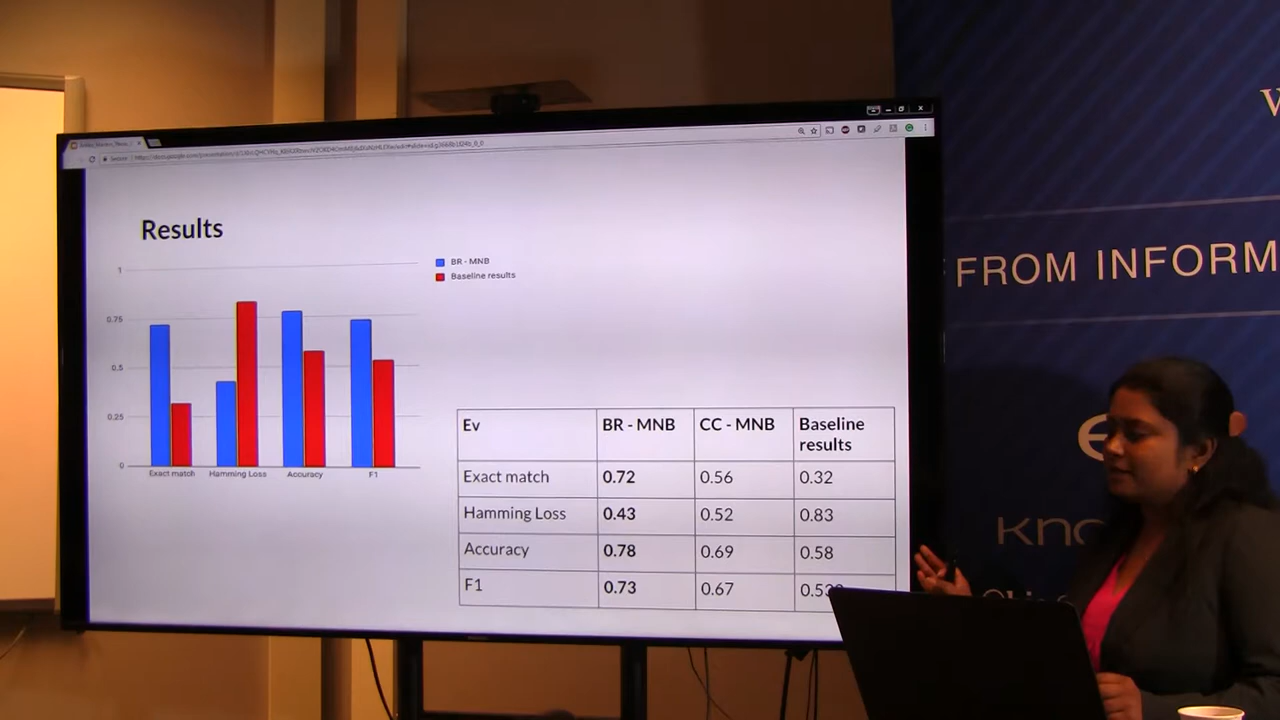 Results
BR - MNB
Baseline results
1
0.75
0.5
0.25
0
Exact match
Hamming Loss
Accuracy
F1
Ev BR - MNB CC - MNB Baseline results
Exact match 0.72 0.56 0.32
Hamming Loss 0.43 0.52 0.83
Accuracy 0.78 0.69 0.58
F1 0.73 0.67
W
FROM INFORM
kno